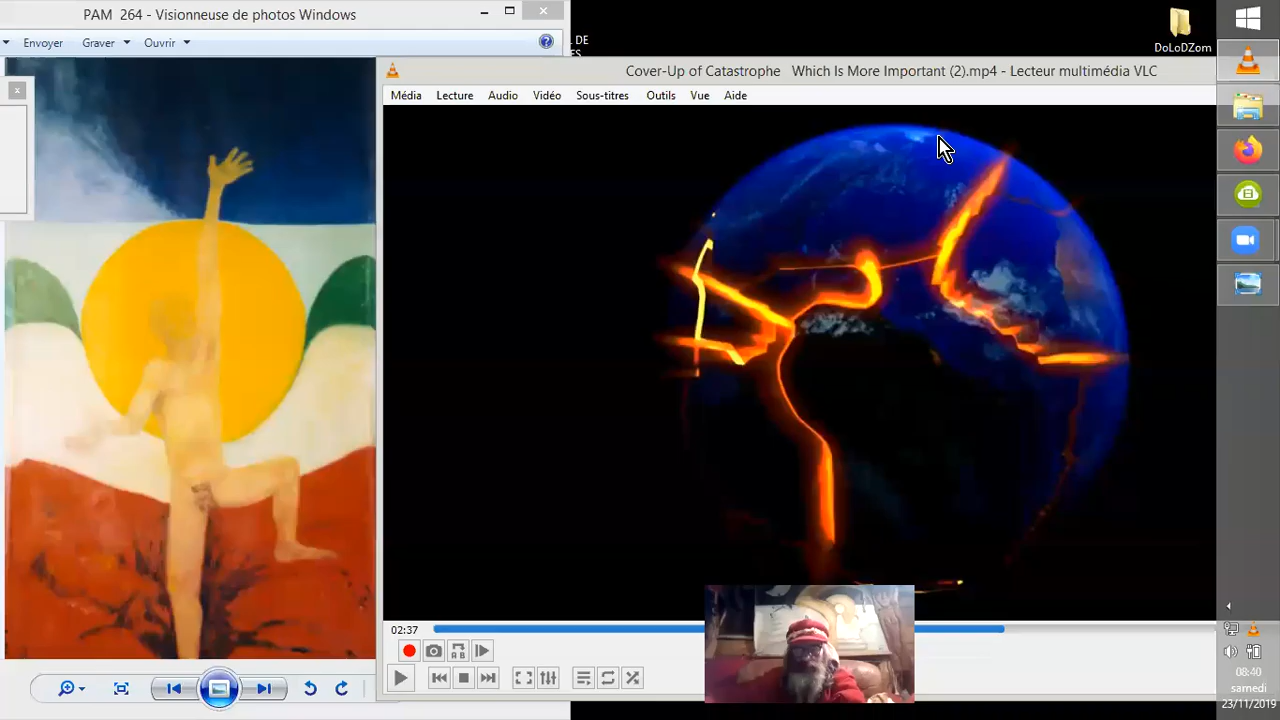 PAM 264 - Visionneuse de photos Windows
Envoyer Graver Ouvrir
DE
ES
DoLoDZom
Cover-Up of Catastrophe Which Is More Important (2).mp4 - Lecteur multimédia VLC
Média Lecture Audio Vidéo Sous-titres Outils Vue Aide
02:37
08:40
samedi
23/11/2019